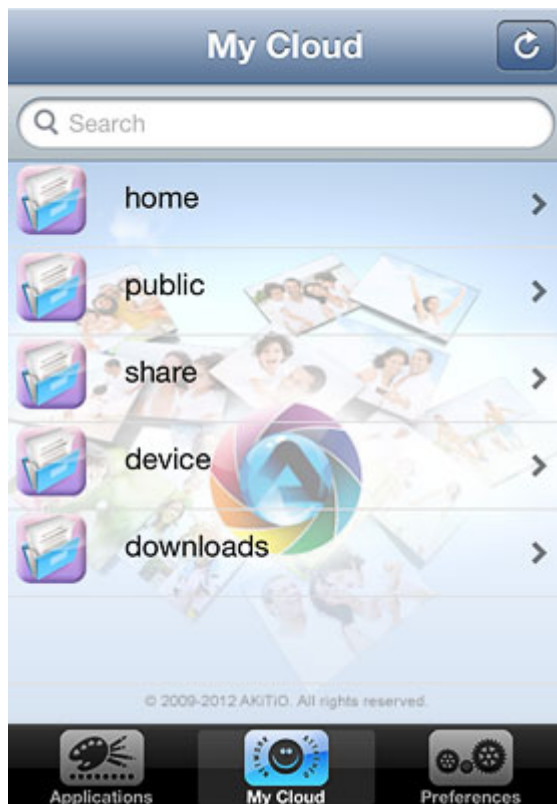 My Cloud
Search
home
public
share
device
downloads
© 2009-2012 AKiTiO. All rights reserved.
Applications
My Cloud
Preferences